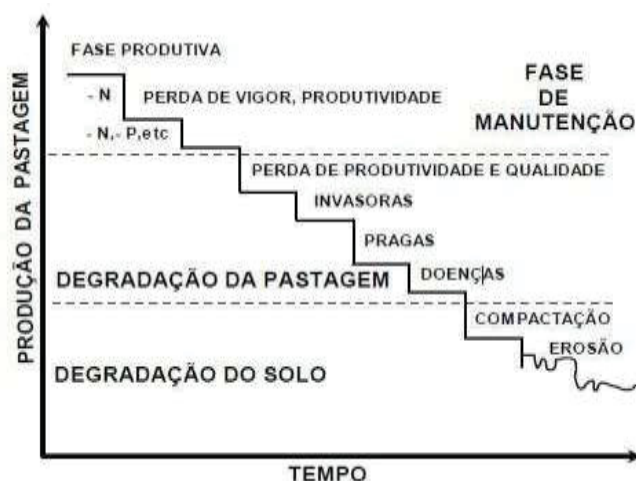 PRODUÇÃO DA PASTAGEM
FASE PRODUTIVA
FASE
DE
MANUTENÇÃO
- N
PERDA DE VIGOR, PRODUTIVIDADE
- N,- P,etc
PERDA DE PRODUTIVIDADE E QUALIDADE
INVASORAS
PRAGAS
DEGRADAÇÃO DA PASTAGEM
DOENÇAS
COMPACTAÇÃO
EROSÃO
DEGRADAÇÃO DO SOLO
TEMPO